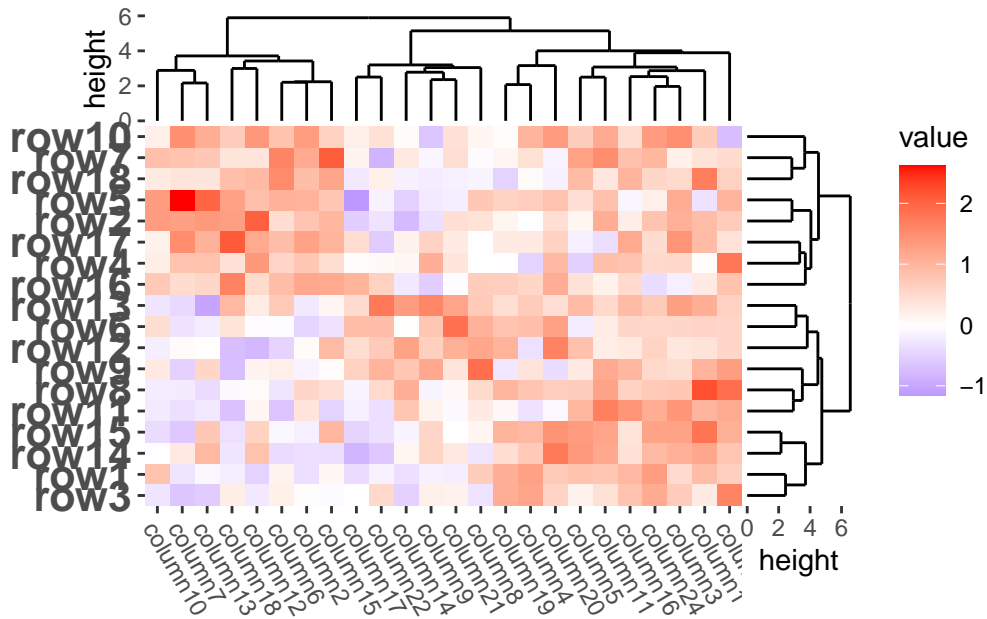 6
4
2
0
height
row10
row7
row18
row5
row2
row17
row4
row16
row13
row6
row12
row9
row8
row11
row15
row14
row1
row3
value
2
1
0
−1
column10
column7
column13
column18
column12
column6
column2
column15
column17
column22
column14
column9
column21
column8
column19
column4
column20
column5
column11
column16
column24
column3
0 2 4 6
height